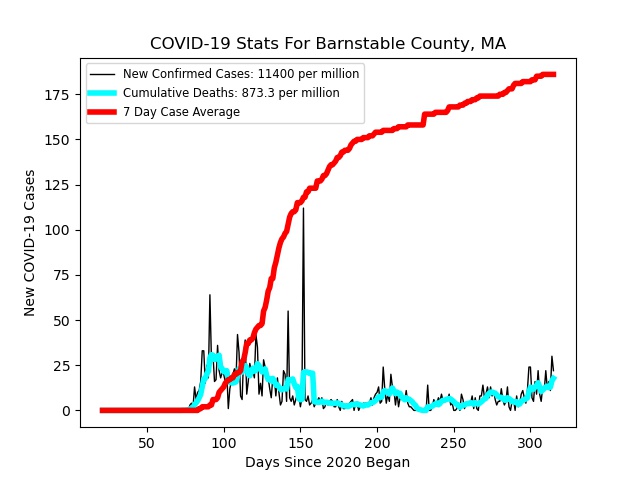 COVID-19 Stats For Barnstable County, MA
New Confirmed Cases: 11400 per million
Cumulative Deaths: 873.3 per million
7 Day Case Average
New COVID-19 Cases
175
150
125
100
75
50
25
0
50 100 150 200 250 300
Days Since 2020 Began